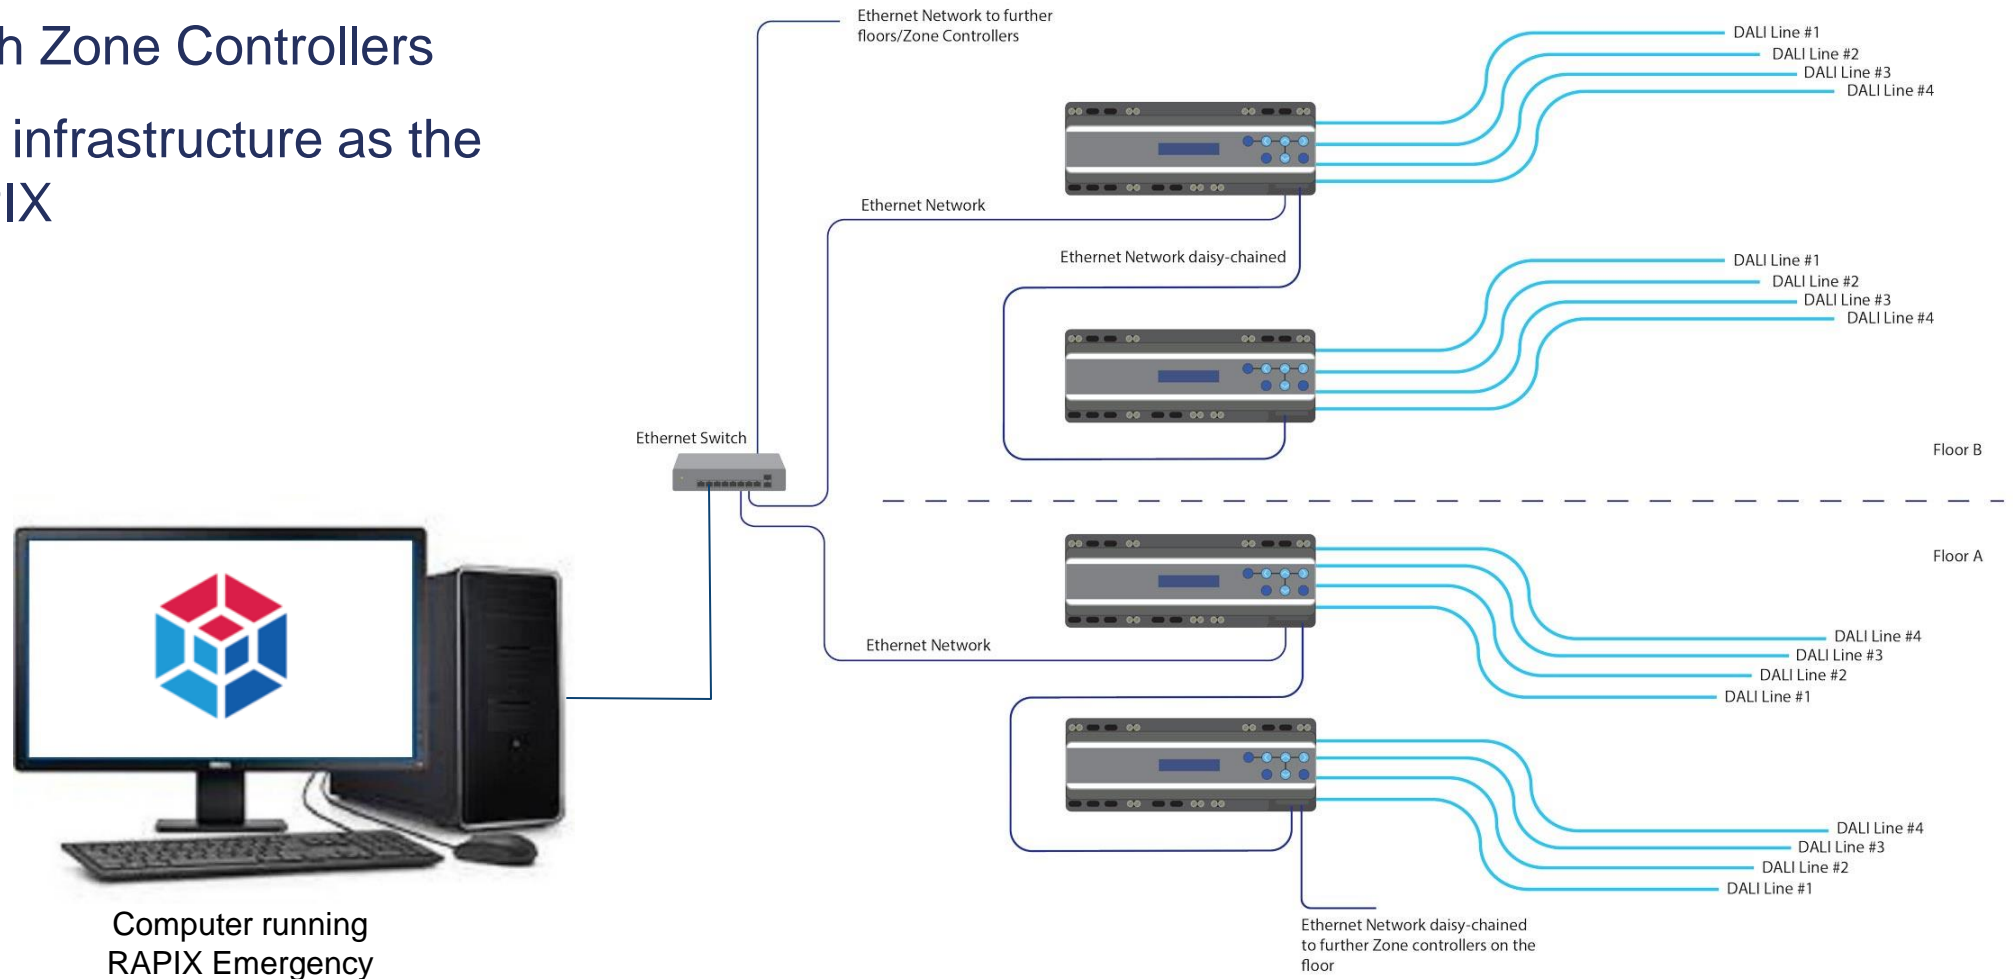 h Zone Controllers
infrastructure as the
PIX
Ethernet Network to further
floors/Zone Controllers
DALI Line #1
DALI Line #2
DALI Line #3
DALI Line #4
Ethernet Network
Ethernet Network daisy-chained
DALI Line #1
DALI Line #2
DALI Line #3
DALI Line #4
Ethernet Switch
Floor B
Floor A
Ethernet Network
DALI Line #4
DALI Line #3
DALI Line #2
DALI Line #1
DALI Line #4
DALI Line #3
DALI Line #2
DALI Line #1
Computer running
RAPIX Emergency
Ethernet Network daisy-chained
to further Zone controllers on the
floor